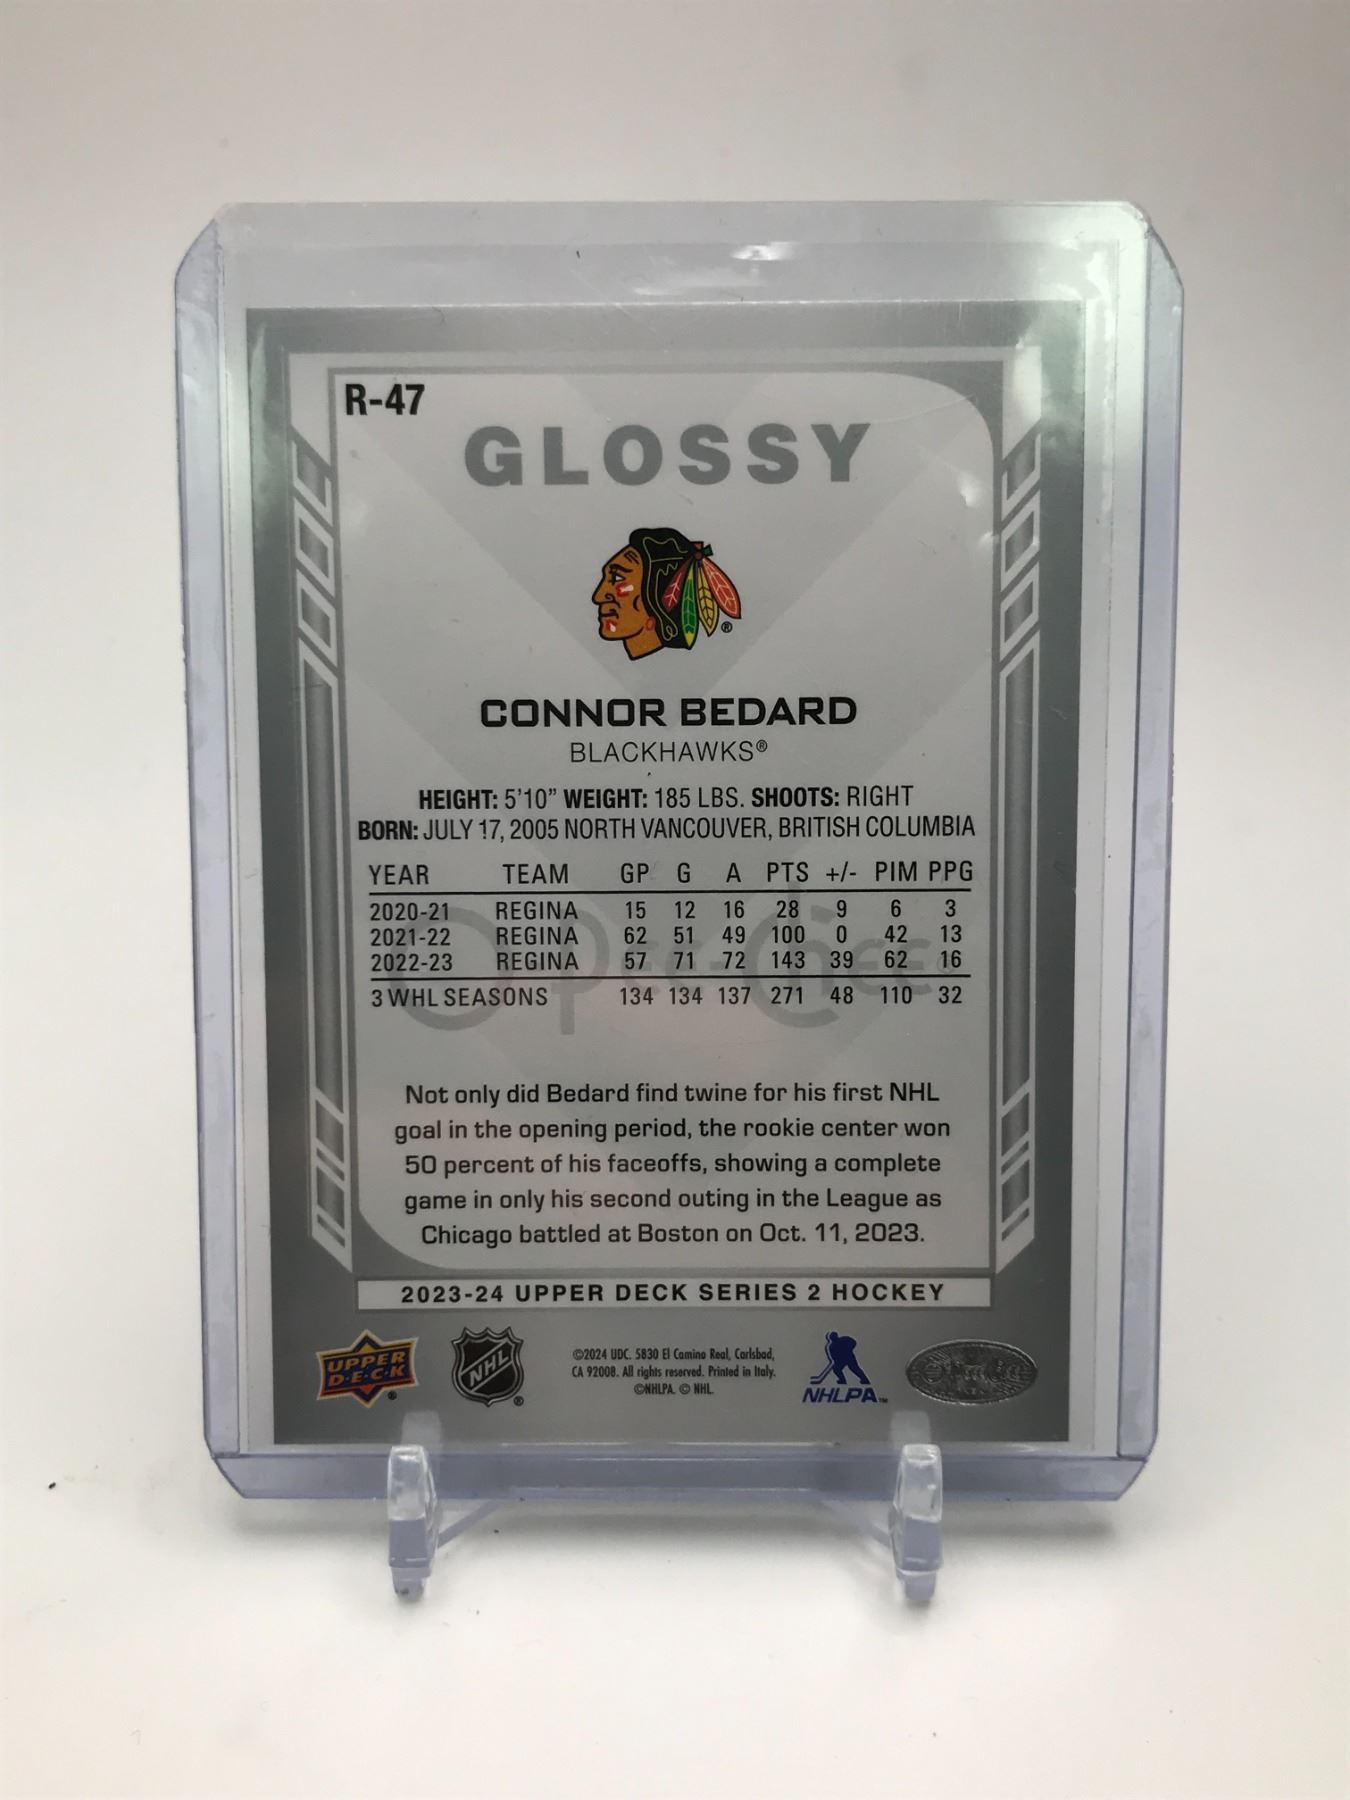 R-47
GLOSSY
CONNOR BEDARD
BLACKHAWKS®
HEIGHT: 5'10" WEIGHT: 185 LBS. SHOOTS: RIGHT
BORN: JULY 17, 2005 NORTH VANCOUVER, BRITISH COLUMBIA
YEAR TEAM GP G A PTS +/- PIM PPG
2020-21 REGINA 15 12 16 28 9 6 3
2021-22 REGINA 62 51 49 100 0 42 13
2022-23 REGINA 57 71 72 143 39 62 16
3 WHL SEASONS 134 134 137 271 48 110 32
O-Pee-Chee®
Not only did Bedard find twine for his first NHL
goal in the opening period, the rookie center won
50 percent of his faceoffs, showing a complete
game in only his second outing in the League as
Chicago battled at Boston on Oct. 11, 2023.
2023-24 UPPER DECK SERIES 2 HOCKEY
UPPER
D·E·C·K ®
NHL ®
©2024 UDC. 5830 El Camino Real, Carlsbad,
CA 92008. All rights reserved. Printed in Italy.
©NHLPA. © NHL.
NHLPA™